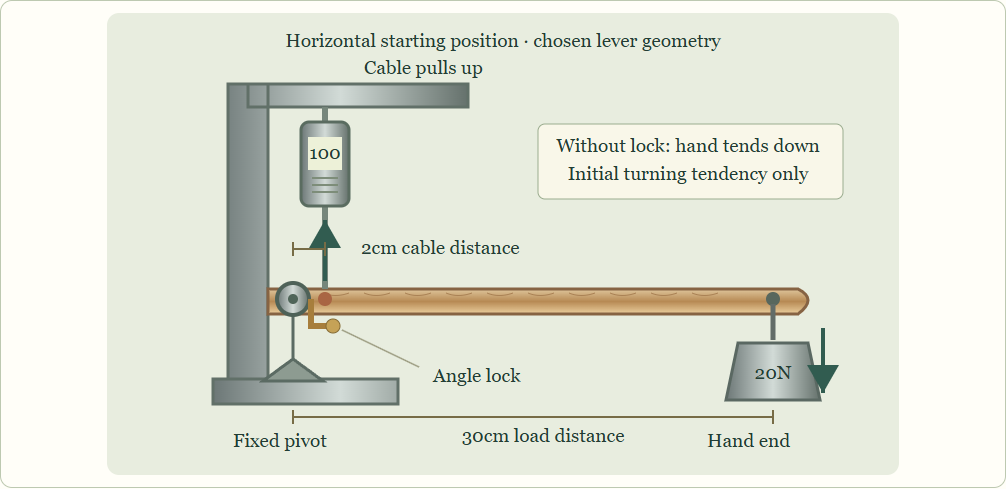 Horizontal starting position · chosen lever geometry
Cable pulls up
100
Without lock: hand tends down
Initial turning tendency only
2cm cable distance
20N
Angle lock
30cm load distance
Fixed pivot
Hand end